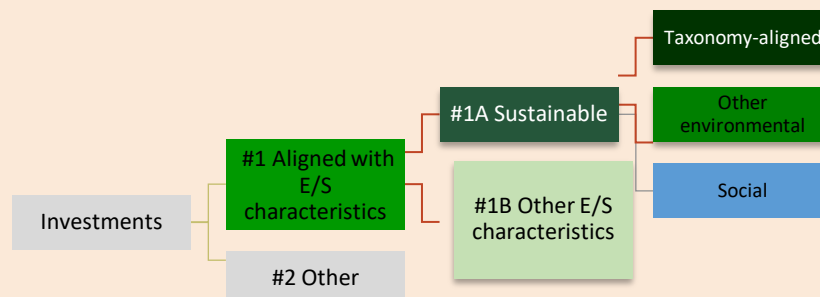 Taxonomy-aligned
#1A Sustainable
Other
environmental
#1 Aligned with
E/S
characteristics
Social
#1B Other E/S
characteristics
Investments
#2 Other